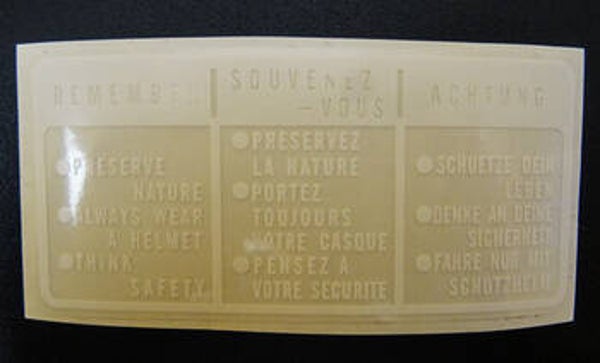 REMEMBER
● PRESERVE
NATURE
● ALWAYS WEAR
A HELMET
● THINK
SAFETY
SOUVENEZ
-VOUS
● PRESERVEZ
LA NATURE
● PORTEZ
TOUJOURS
VOTRE CASQUE
● PENSEZ A
VOTRE SECURITE
ACHTUNG
● SCHUETZE DEIN
LEBEN
● DENKE AN DEINE
SICHERHEIT
● FAHRE NUR MIT
SCHUTZHELM